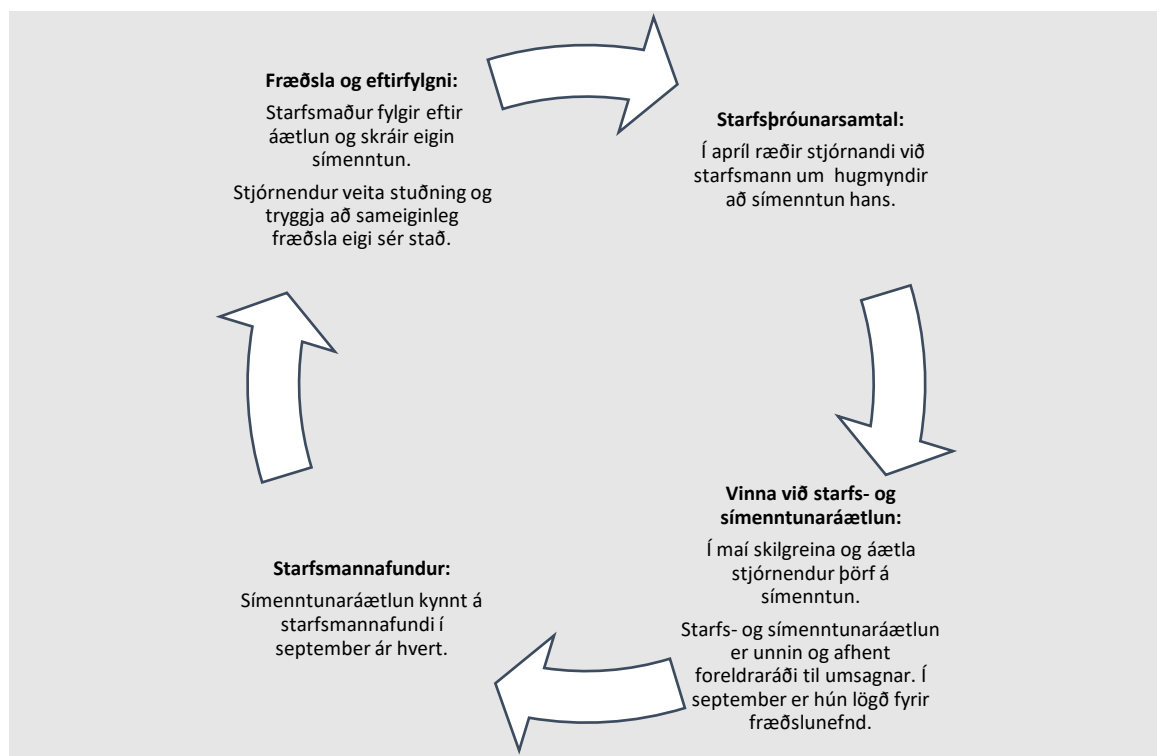 Fræðsla og eftirfylgni:
Starfsmaður fylgir eftir
áætlun og skráir eigin
símenntun.
Stjórnendur veita stuðning og
tryggja að sameiginleg
fræðsla eigi sér stað.
Starfsþróunarsamtal:
Í apríl ræðir stjórnandi við
starfsmann um hugmyndir
að símenntun hans.
Vinna við starfs- og
símenntunaráætlun:
Í maí skilgreina og áætla
stjórnendur þörf á
símenntun.
Starfs- og símenntunaráætlun
er unnin og afhent
foreldraráði til umsagnar. Í
september er hún lögð fyrir
fræðslunefnd.
Starfsmannafundur:
Símenntunaráætlun kynnt á
starfsmannafundi í
september ár hvert.